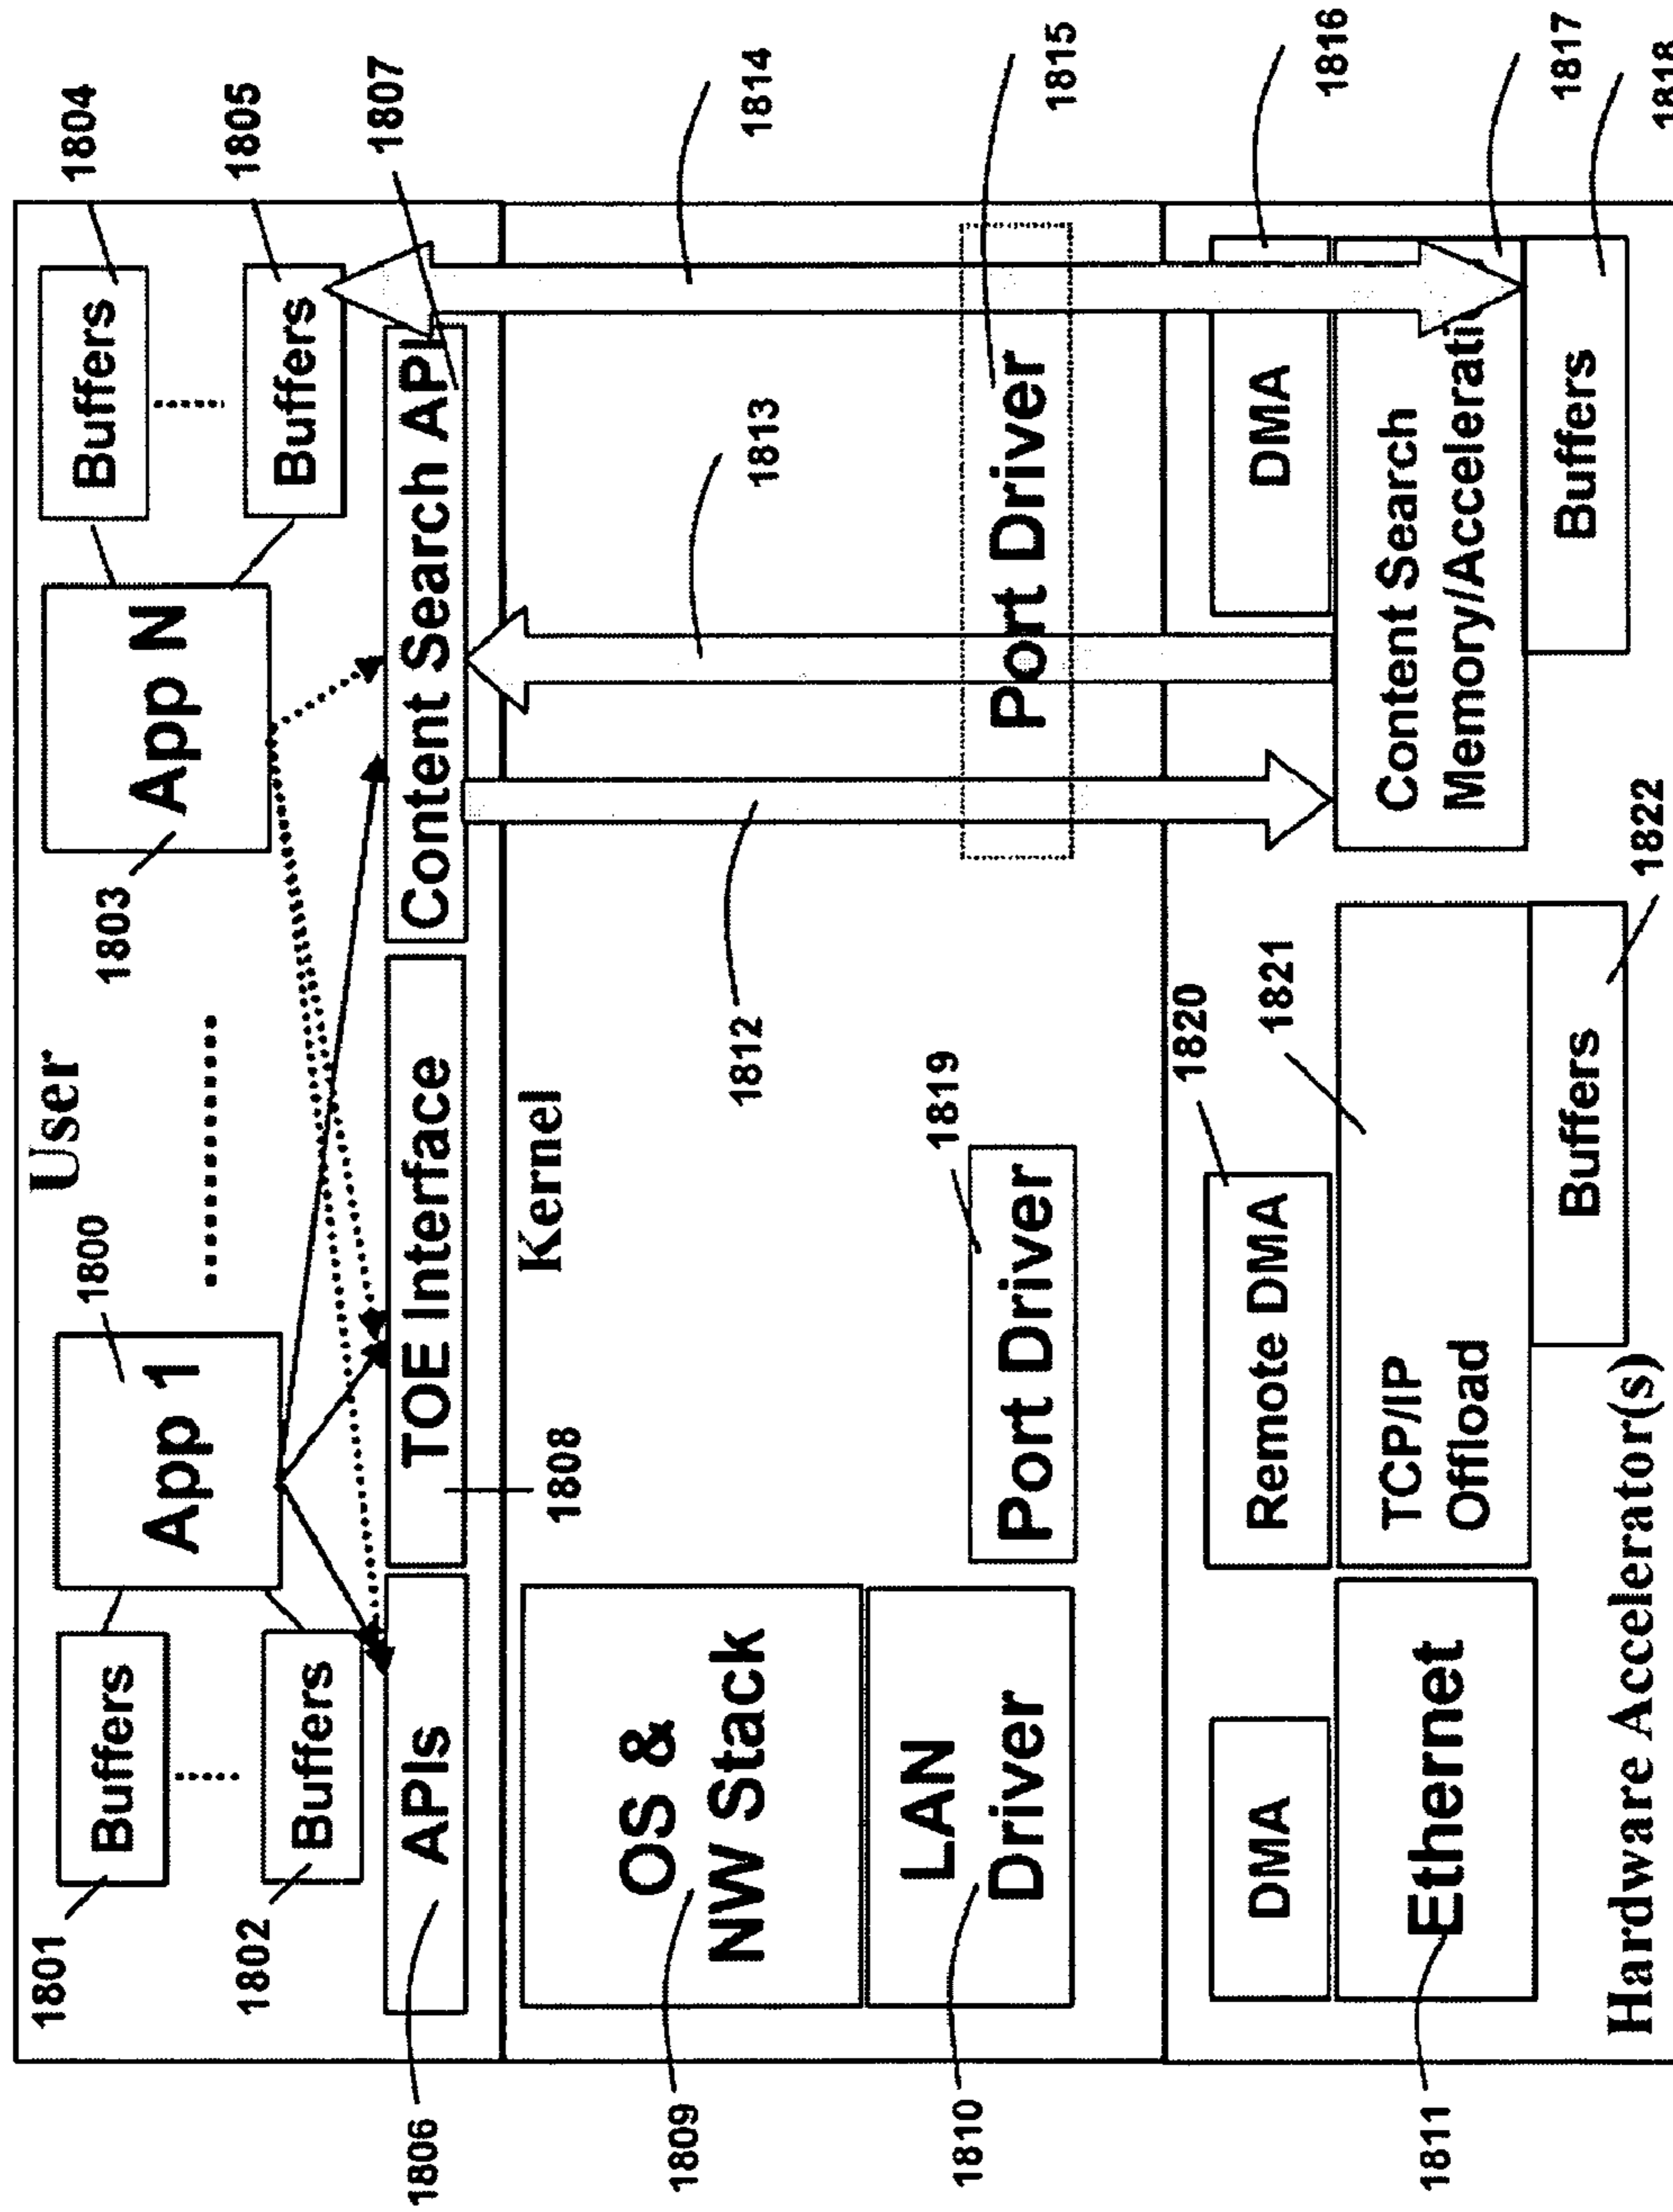 1801
Buffers
1802
Buffers
1800
App 1
User
1803
App N
Buffers
1804
Buffers
1805
1806
APIs
TOE Interface
1808
Content Search API
1807
Kernel
1809
OS &
NW Stack
1812
1813
1814
1810
LAN
Driver
Port Driver
1819
Port Driver
1815
DMA
Remote DMA
1820
DMA
1816
1811
Ethernet
TCP/IP
Offload
1821
Content Search
1817
Buffers
1822
Buffers
1818
Hardware Accelerator(s)